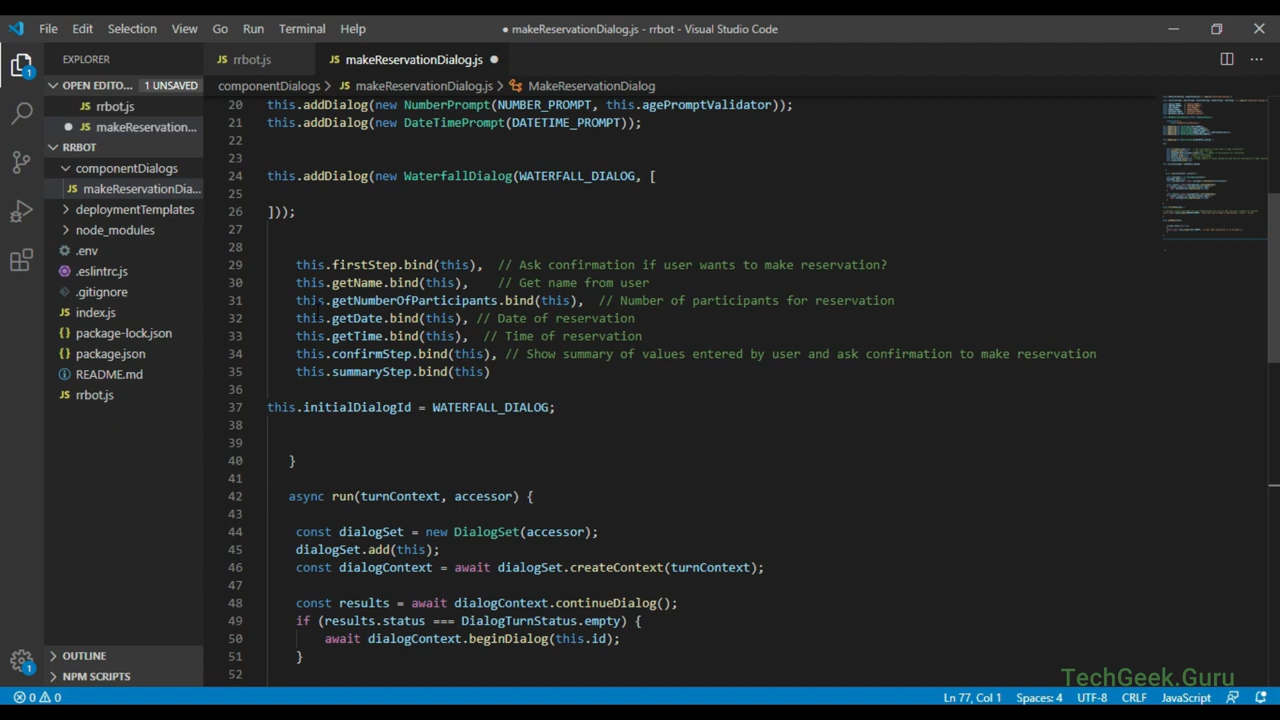 File Edit Selection View Go Run Terminal Help
● makeReservationDialog.js - rrbot - Visual Studio Code
EXPLORER
JS rrbot.js
JS makeReservationDialog.js ●
OPEN EDITO... 1 UNSAVED
componentDialogs > JS makeReservationDialog.js > MakeReservationDialog
JS rrbot.js
● JS makeReservation...
RRBOT
componentDialogs
JS makeReservationDia...
deploymentTemplates
node_modules
.env
.eslintrc.js
.gitignore
JS index.js
{} package-lock.json
{} package.json
README.md
JS rrbot.js
OUTLINE
NPM SCRIPTS
1
1
20 this.addDialog(new NumberPrompt(NUMBER_PROMPT, this.agePromptValidator));
21 this.addDialog(new DateTimePrompt(DATETIME_PROMPT));
22
23
24 this.addDialog(new WaterfallDialog(WATERFALL_DIALOG, [
25
26 ]));
27
28
29 this.firstStep.bind(this), // Ask confirmation if user wants to make reservation?
30 this.getName.bind(this), // Get name from user
31 this.getNumberOfParticipants.bind(this), // Number of participants for reservation
32 this.getDate.bind(this), // Date of reservation
33 this.getTime.bind(this), // Time of reservation
34 this.confirmStep.bind(this), // Show summary of values entered by user and ask confirmation to make reservation
35 this.summaryStep.bind(this)
36
37 this.initialDialogId = WATERFALL_DIALOG;
38
39
40 }
41
42 async run(turnContext, accessor) {
43
44 const dialogSet = new DialogSet(accessor);
45 dialogSet.add(this);
46 const dialogContext = await dialogSet.createContext(turnContext);
47
48 const results = await dialogContext.continueDialog();
49 if (results.status === DialogTurnStatus.empty) {
50 await dialogContext.beginDialog(this.id);
51 }
52
TechGeek.Guru
0 0 Ln 77, Col 1 Spaces: 4 UTF-8 CRLF JavaScript